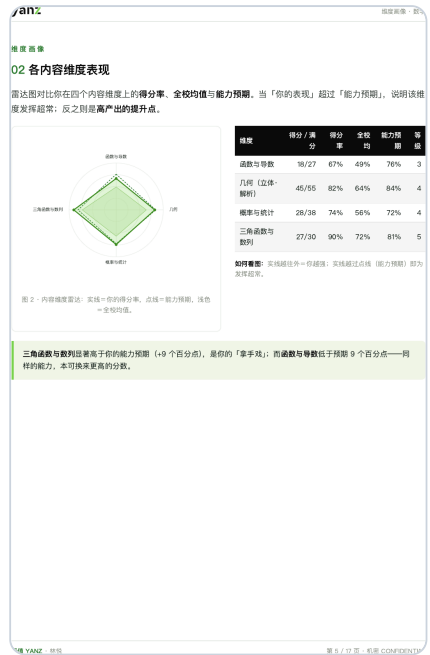 yanz
维度画像 · 数学
维度画像
02 各内容维度表现
雷达图对比你在四个内容维度上的得分率、全校均值与能力预期。当「你的表现」超过「能力预期」，说明该维
度发挥超常；反之则是高产出的提升点。
函数与导数
三角函数与数列
几何
概率与统计
图 2 · 内容维度雷达：实线＝你的得分率，点线＝能力预期，浅色
＝全校均值。
维度 得分 / 满分 得分率 全校均 能力预期 等级
函数与导数 18/27 67% 49% 76% 3
几何（立体·解析） 45/55 82% 64% 84% 4
概率与统计 28/38 74% 56% 72% 4
三角函数与数列 27/30 90% 72% 81% 5
如何看图：实线越往外＝你越强；实线超过点线（能力预期）即为
发挥超常。
三角函数与数列显著高于你的能力预期（+9 个百分点），是你的「拿手戏」；而函数与导数低于预期 9 个百分点——同
样的能力，本可换来更高的分数。
YANZ · 林悦
第 5 / 17 页 · 机密 CONFIDENTI